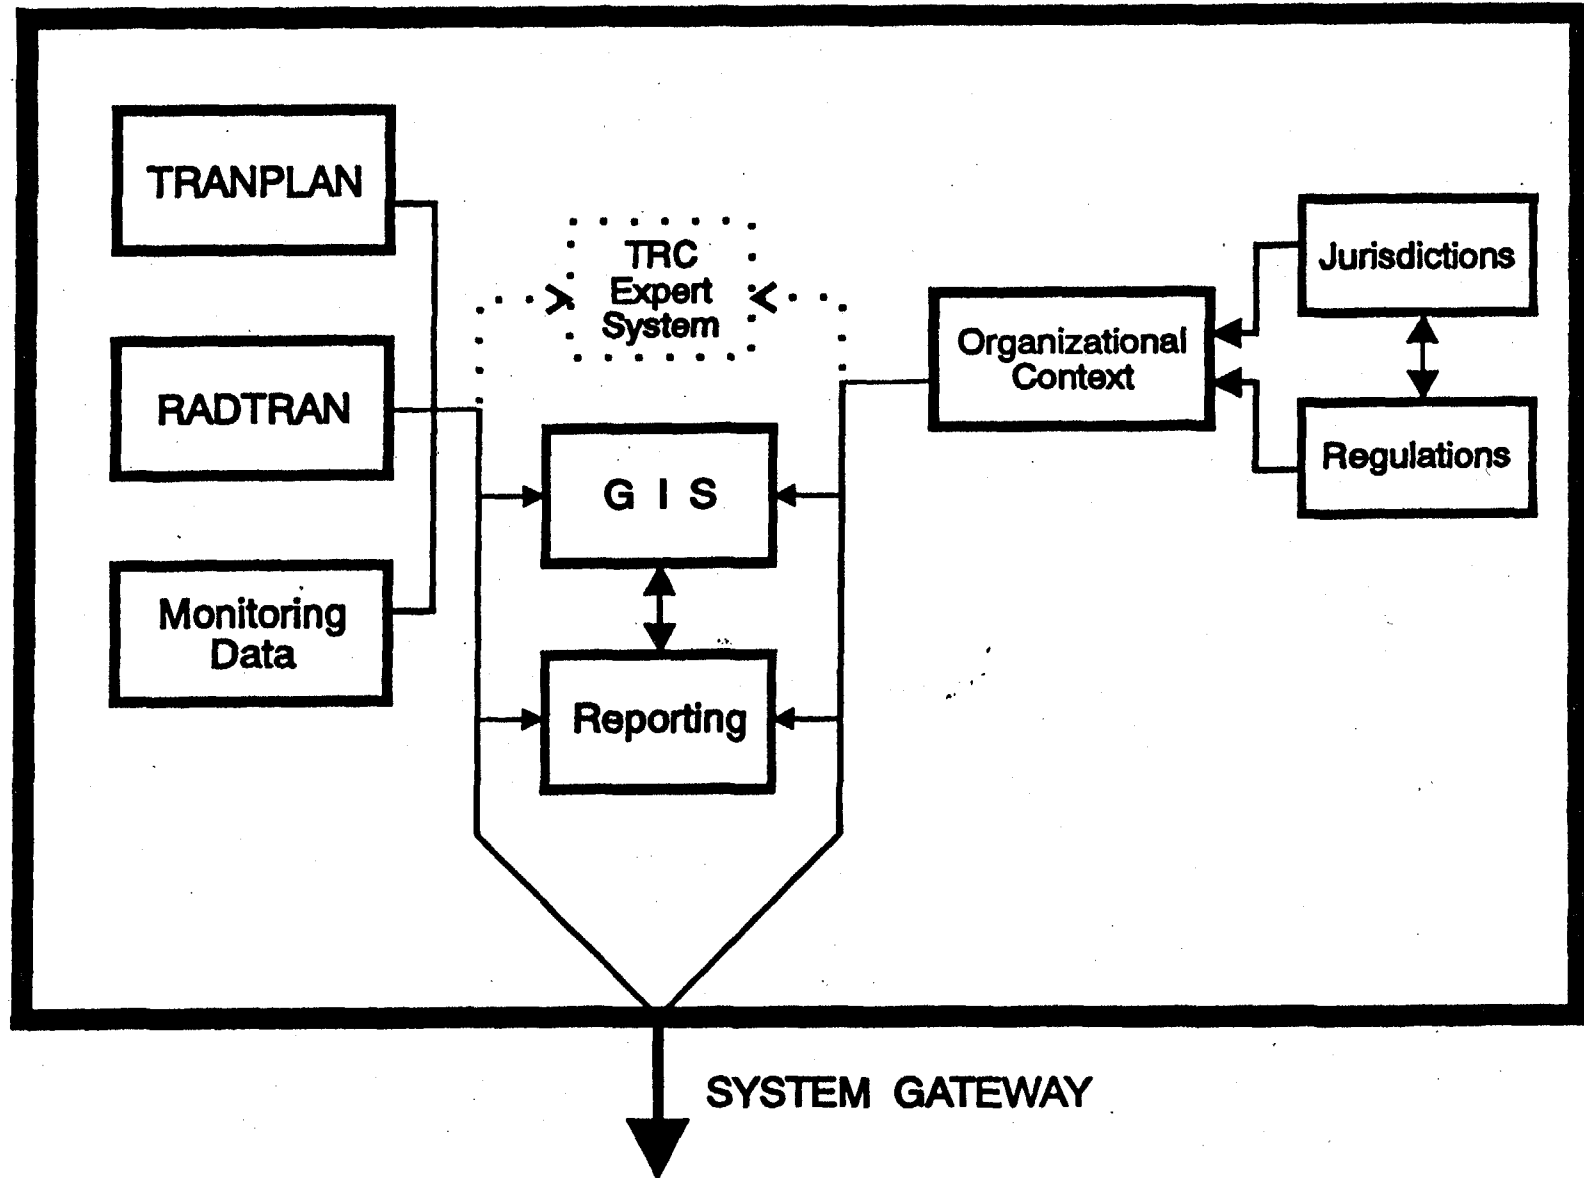 TRANPLAN
TRC
Expert
System
Jurisdictions
Organizational
Context
RADTRAN
G I S
Regulations
Monitoring
Data
Reporting
SYSTEM GATEWAY